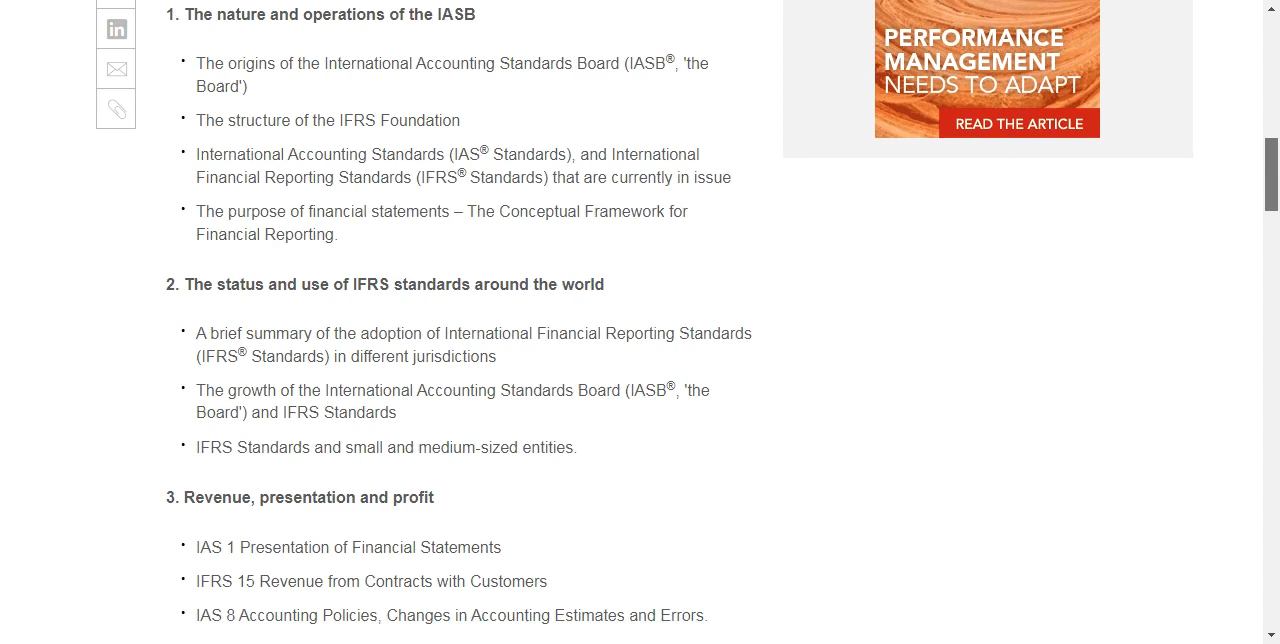 1. The nature and operations of the IASB
• The origins of the International Accounting Standards Board (IASB®, 'the
Board')
• The structure of the IFRS Foundation
• International Accounting Standards (IAS® Standards), and International
Financial Reporting Standards (IFRS® Standards) that are currently in issue
• The purpose of financial statements – The Conceptual Framework for
Financial Reporting.
2. The status and use of IFRS standards around the world
• A brief summary of the adoption of International Financial Reporting Standards
(IFRS® Standards) in different jurisdictions
• The growth of the International Accounting Standards Board (IASB®, 'the
Board') and IFRS Standards
• IFRS Standards and small and medium-sized entities.
3. Revenue, presentation and profit
• IAS 1 Presentation of Financial Statements
• IFRS 15 Revenue from Contracts with Customers
• IAS 8 Accounting Policies, Changes in Accounting Estimates and Errors.
in
PERFORMANCE
MANAGEMENT
NEEDS TO ADAPT
READ THE ARTICLE